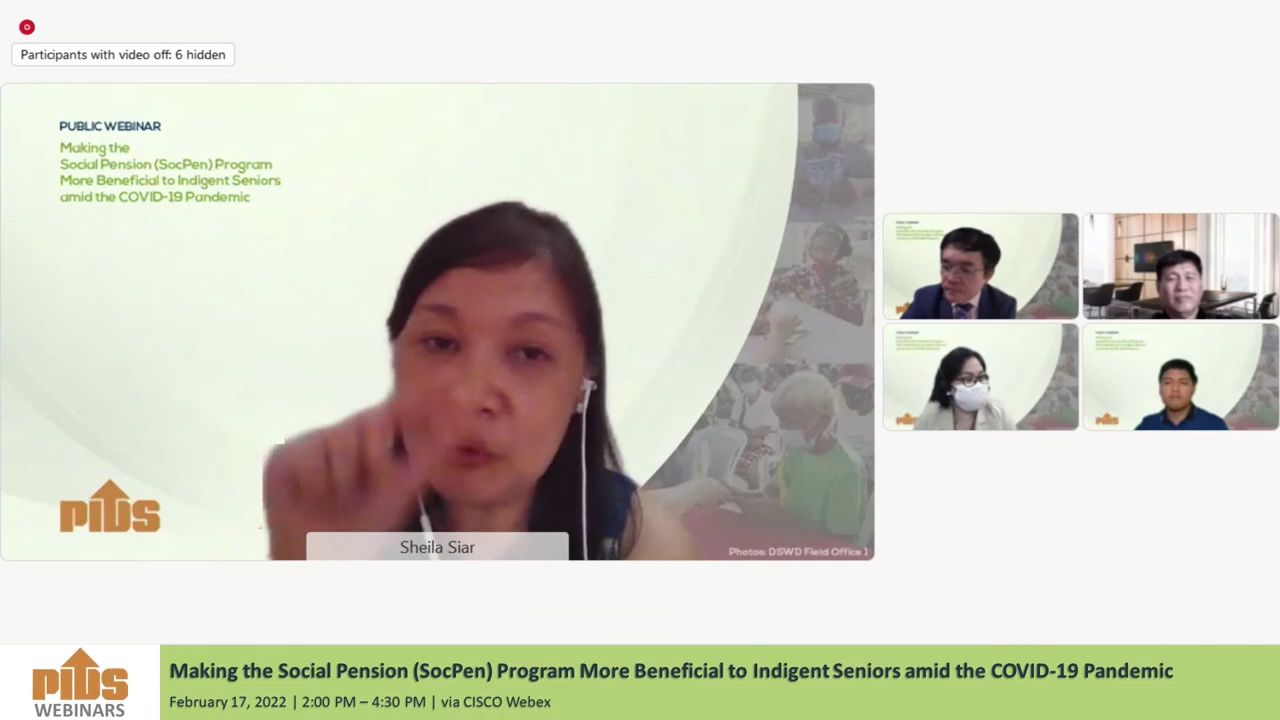 Participants with video off: 6 hidden
PUBLIC WEBINAR
Making the
Social Pension (SocPen) Program
More Beneficial to Indigent Seniors
amid the COVID-19 Pandemic
PIDS
Sheila Siar
Photos: DSWD Field Office 1
PIDS
WEBINARS
Making the Social Pension (SocPen) Program More Beneficial to Indigent Seniors amid the COVID-19 Pandemic
February 17, 2022 | 2:00 PM – 4:30 PM | via CISCO Webex